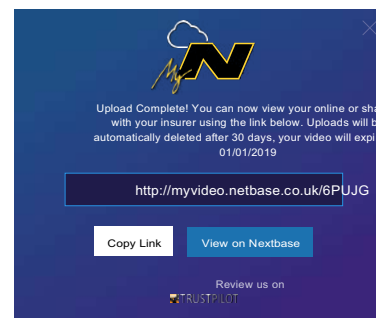 My N
Upload Complete! You can now view your online or sha
with your insurer using the link below. Uploads will b
automatically deleted after 30 days, your video will expi
01/01/2019
http://myvideo.netbase.co.uk/6PUJG
Copy Link View on Nextbase
Review us on
TRUSTPILOT